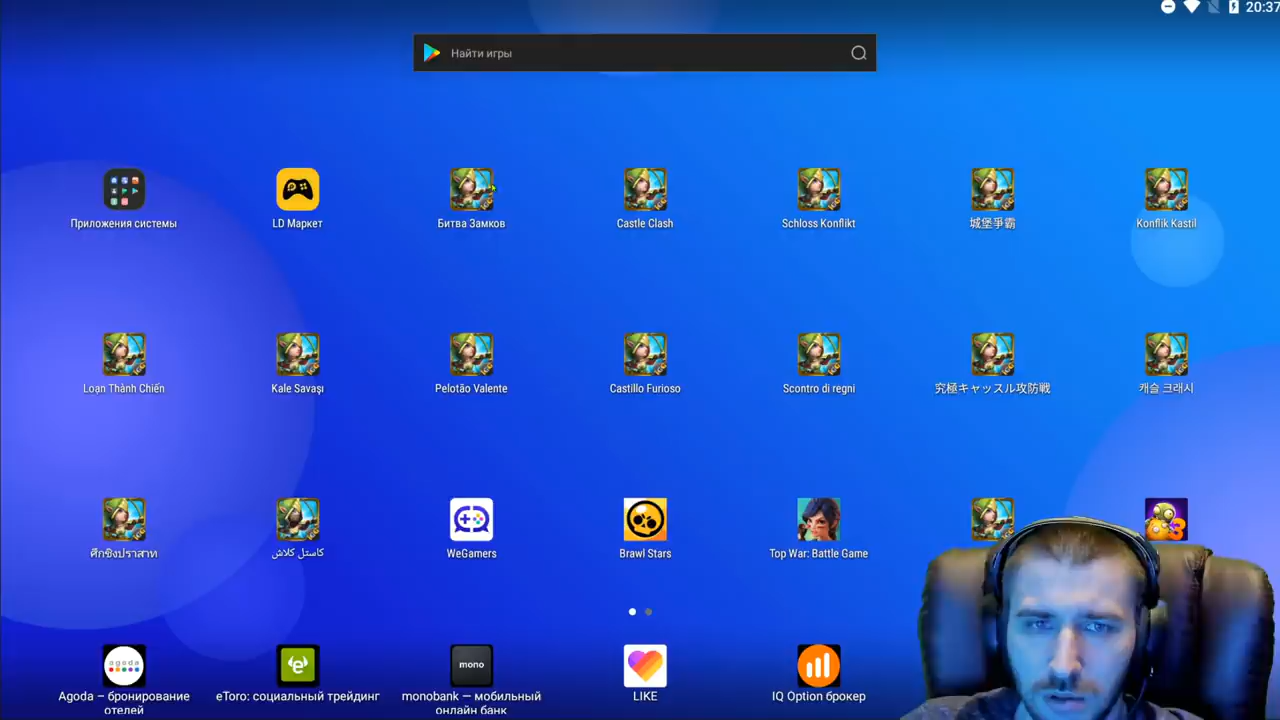 20:37
Найти игры
Приложения системы
LD Маркет
Битва Замков
Castle Clash
Schloss Konflikt
城堡爭霸
Konflik Kastil
Loạn Thành Chiến
Kale Savaşı
Pelotão Valente
Castillo Furioso
Scontro di regni
究極キャッスル攻防戦
캐슬 크래시
ศึกชิงปราสาท
كاستل كلاش
WeGamers
Brawl Stars
Top War: Battle Game
3
agoda
mono
Agoda – бронирование
отелей
eToro: социальный трейдинг
monobank — мобильный
онлайн банк
LIKE
IQ Option брокер